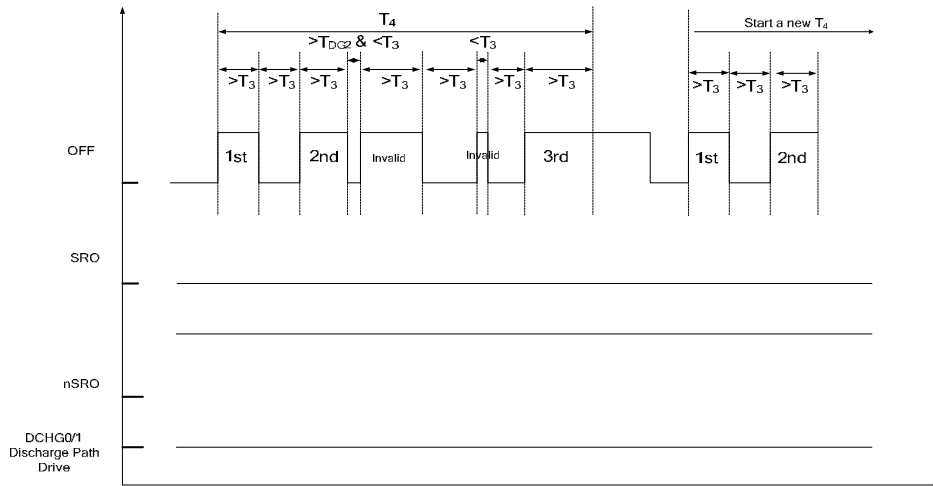 T4
Start a new T4
>TDG2 & <T3
<T3
>T3 >T3 >T3 >T3 >T3 >T3 >T3 >T3 >T3 >T3
OFF
1st 2nd Invalid Invalid 3rd 1st 2nd
SRO
nSRO
DCHG0/1
Discharge Path
Drive